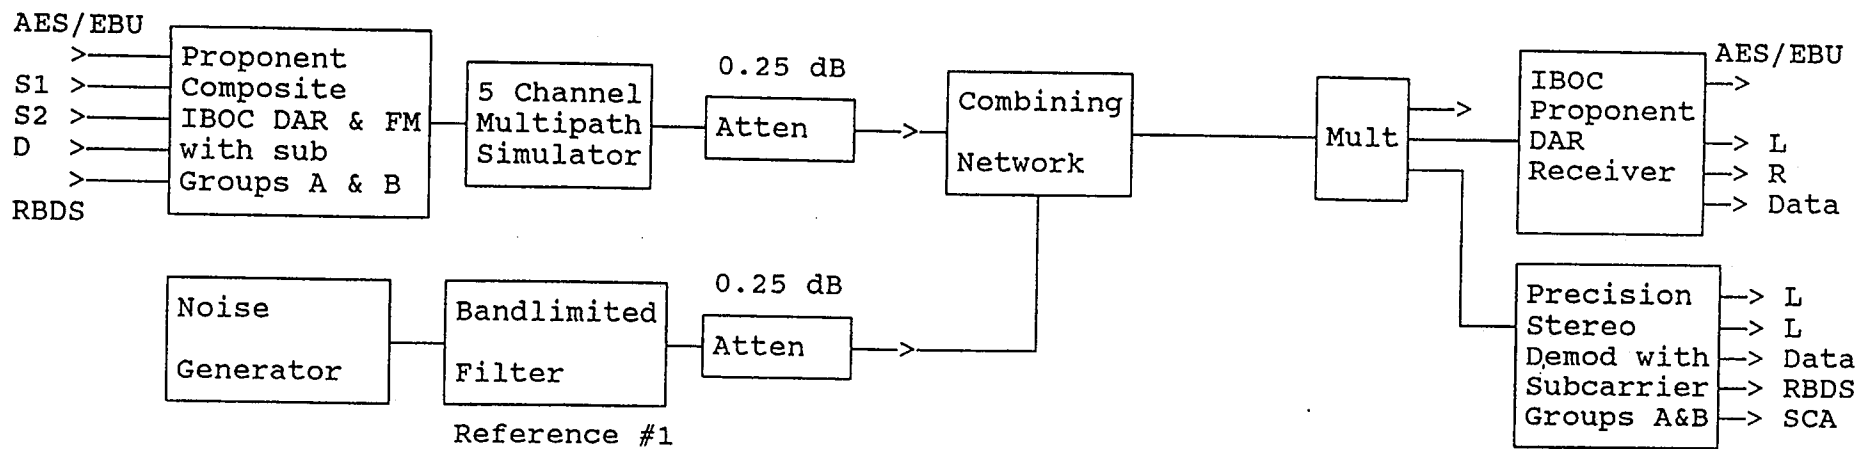 AES/EBU
S1
S2
D
RBDS
Proponent
Composite
IBOC DAR & FM
with sub
Groups A & B
5 Channel
Multipath
Simulator
0.25 dB
Atten
Combining
Network
Mult
IBOC
Proponent
DAR
Receiver
AES/EBU
L
R
Data
Noise
Generator
Bandlimited
Filter
Reference #1
0.25 dB
Atten
Precision
Stereo
Demod with
Subcarrier
Groups A&B
L
L
Data
RBDS
SCA